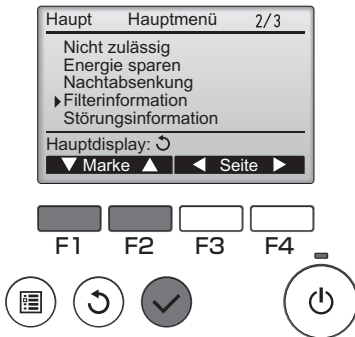 Haupt Hauptmenü 2/3
Nicht zulässig
Energie sparen
Nachtabsenkung
Filterinformation
Störungsinformation
Hauptdisplay:
Marke Seite
F1 F2 F3 F4